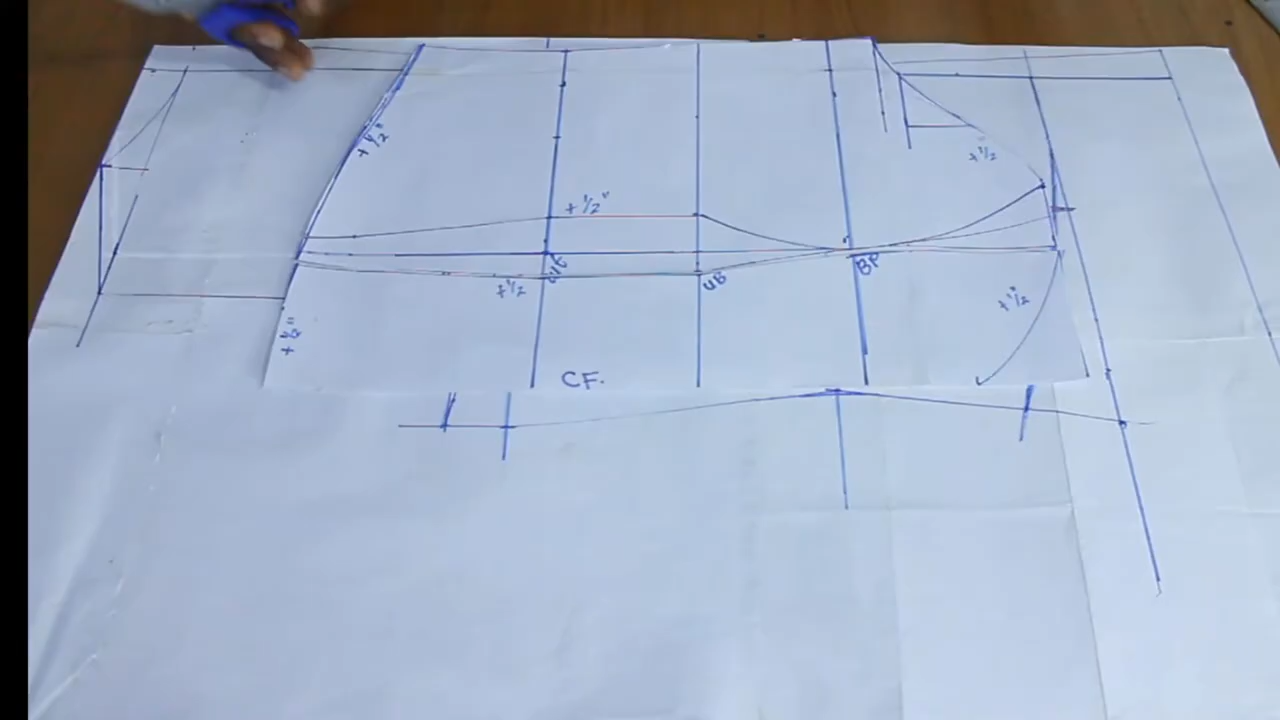 + 1/2"
+ 1/2
+ 1/2"
BP
UB
+ 1/2
+ 1/2"
+ 1/2"
CF.